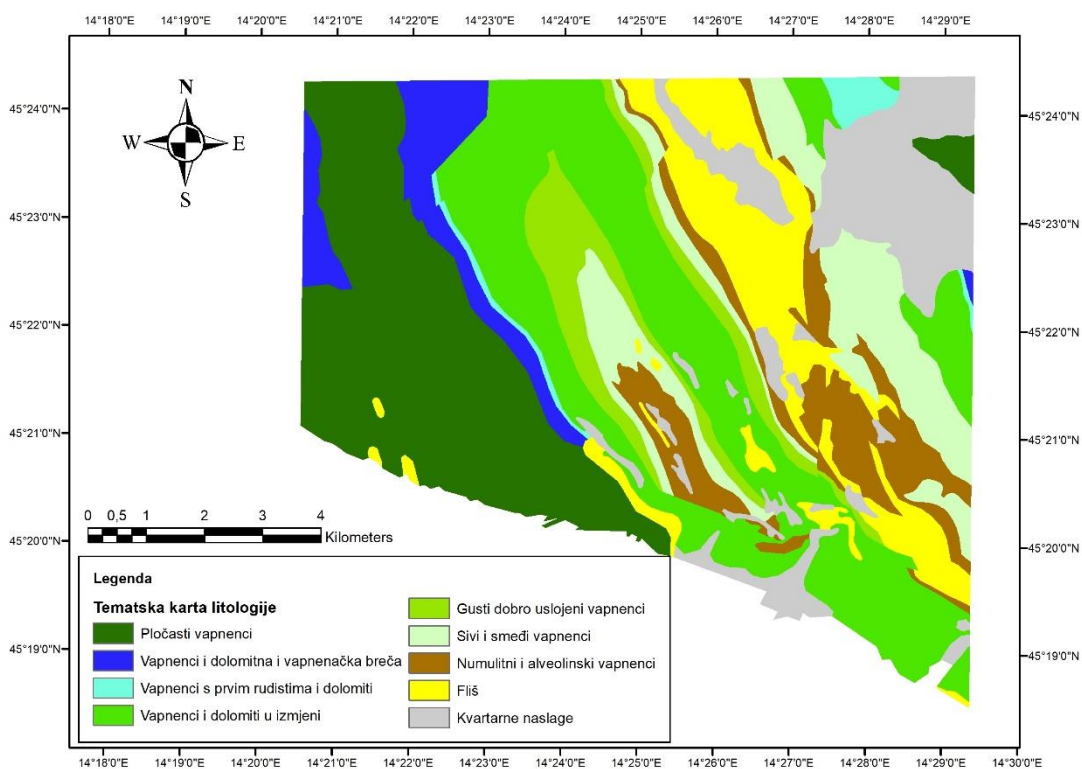 14°18'0"E 14°19'0"E 14°20'0"E 14°21'0"E 14°22'0"E 14°23'0"E 14°24'0"E 14°25'0"E 14°26'0"E 14°27'0"E 14°28'0"E 14°29'0"E
N
W E
S
45°24'0"N 45°24'0"N
45°23'0"N 45°23'0"N
45°22'0"N 45°22'0"N
45°21'0"N 45°21'0"N
0 0,5 1 2 3 4
Kilometers
45°20'0"N 45°20'0"N
Legenda
Tematska karta litologije
Pločasti vapnenci
Vapnenci i dolomitna i vapnenačka breča
Vapnenci s prvim rudistima i dolomiti
Vapnenci i dolomiti u izmjeni
Gusti dobro uslojeni vapnenci
Sivi i smeđi vapnenci
Numulitni i alveolinski vapnenci
Fliš
Kvartarne naslage
45°19'0"N 45°19'0"N
14°18'0"E 14°19'0"E 14°20'0"E 14°21'0"E 14°22'0"E 14°23'0"E 14°24'0"E 14°25'0"E 14°26'0"E 14°27'0"E 14°28'0"E 14°29'0"E 14°30'0"E